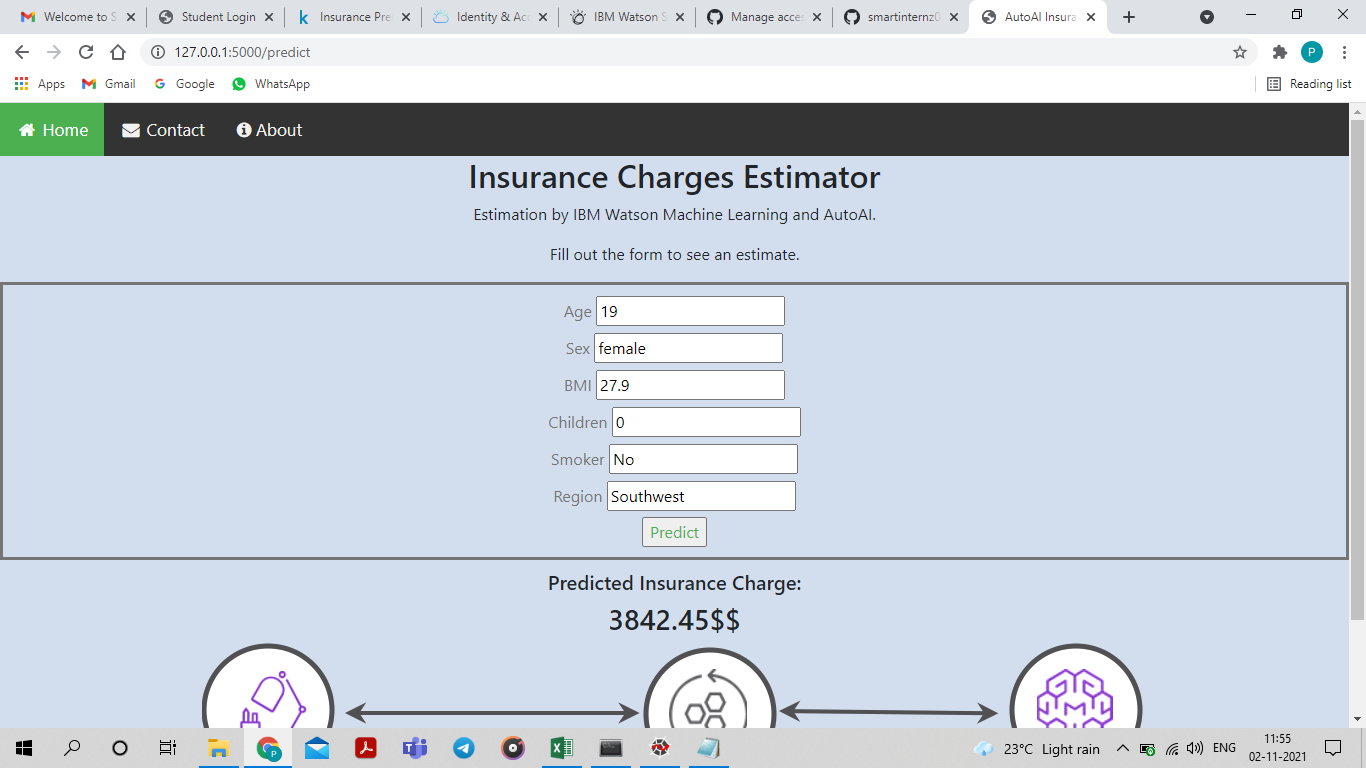 Welcome to S
Student Login
Insurance Pre
Identity & Acc
IBM Watson S
Manage acces
smartinternz0
AutoAI Insura
127.0.0.1:5000/predict
P
Apps
Gmail
Google
WhatsApp
Reading list
Home
Contact
About
Insurance Charges Estimator
Estimation by IBM Watson Machine Learning and AutoAI.
Fill out the form to see an estimate.
Age 19
Sex female
BMI 27.9
Children 0
Smoker No
Region Southwest
Predict
Predicted Insurance Charge:
3842.45$$
23°C Light rain
ENG
11:55
02-11-2021